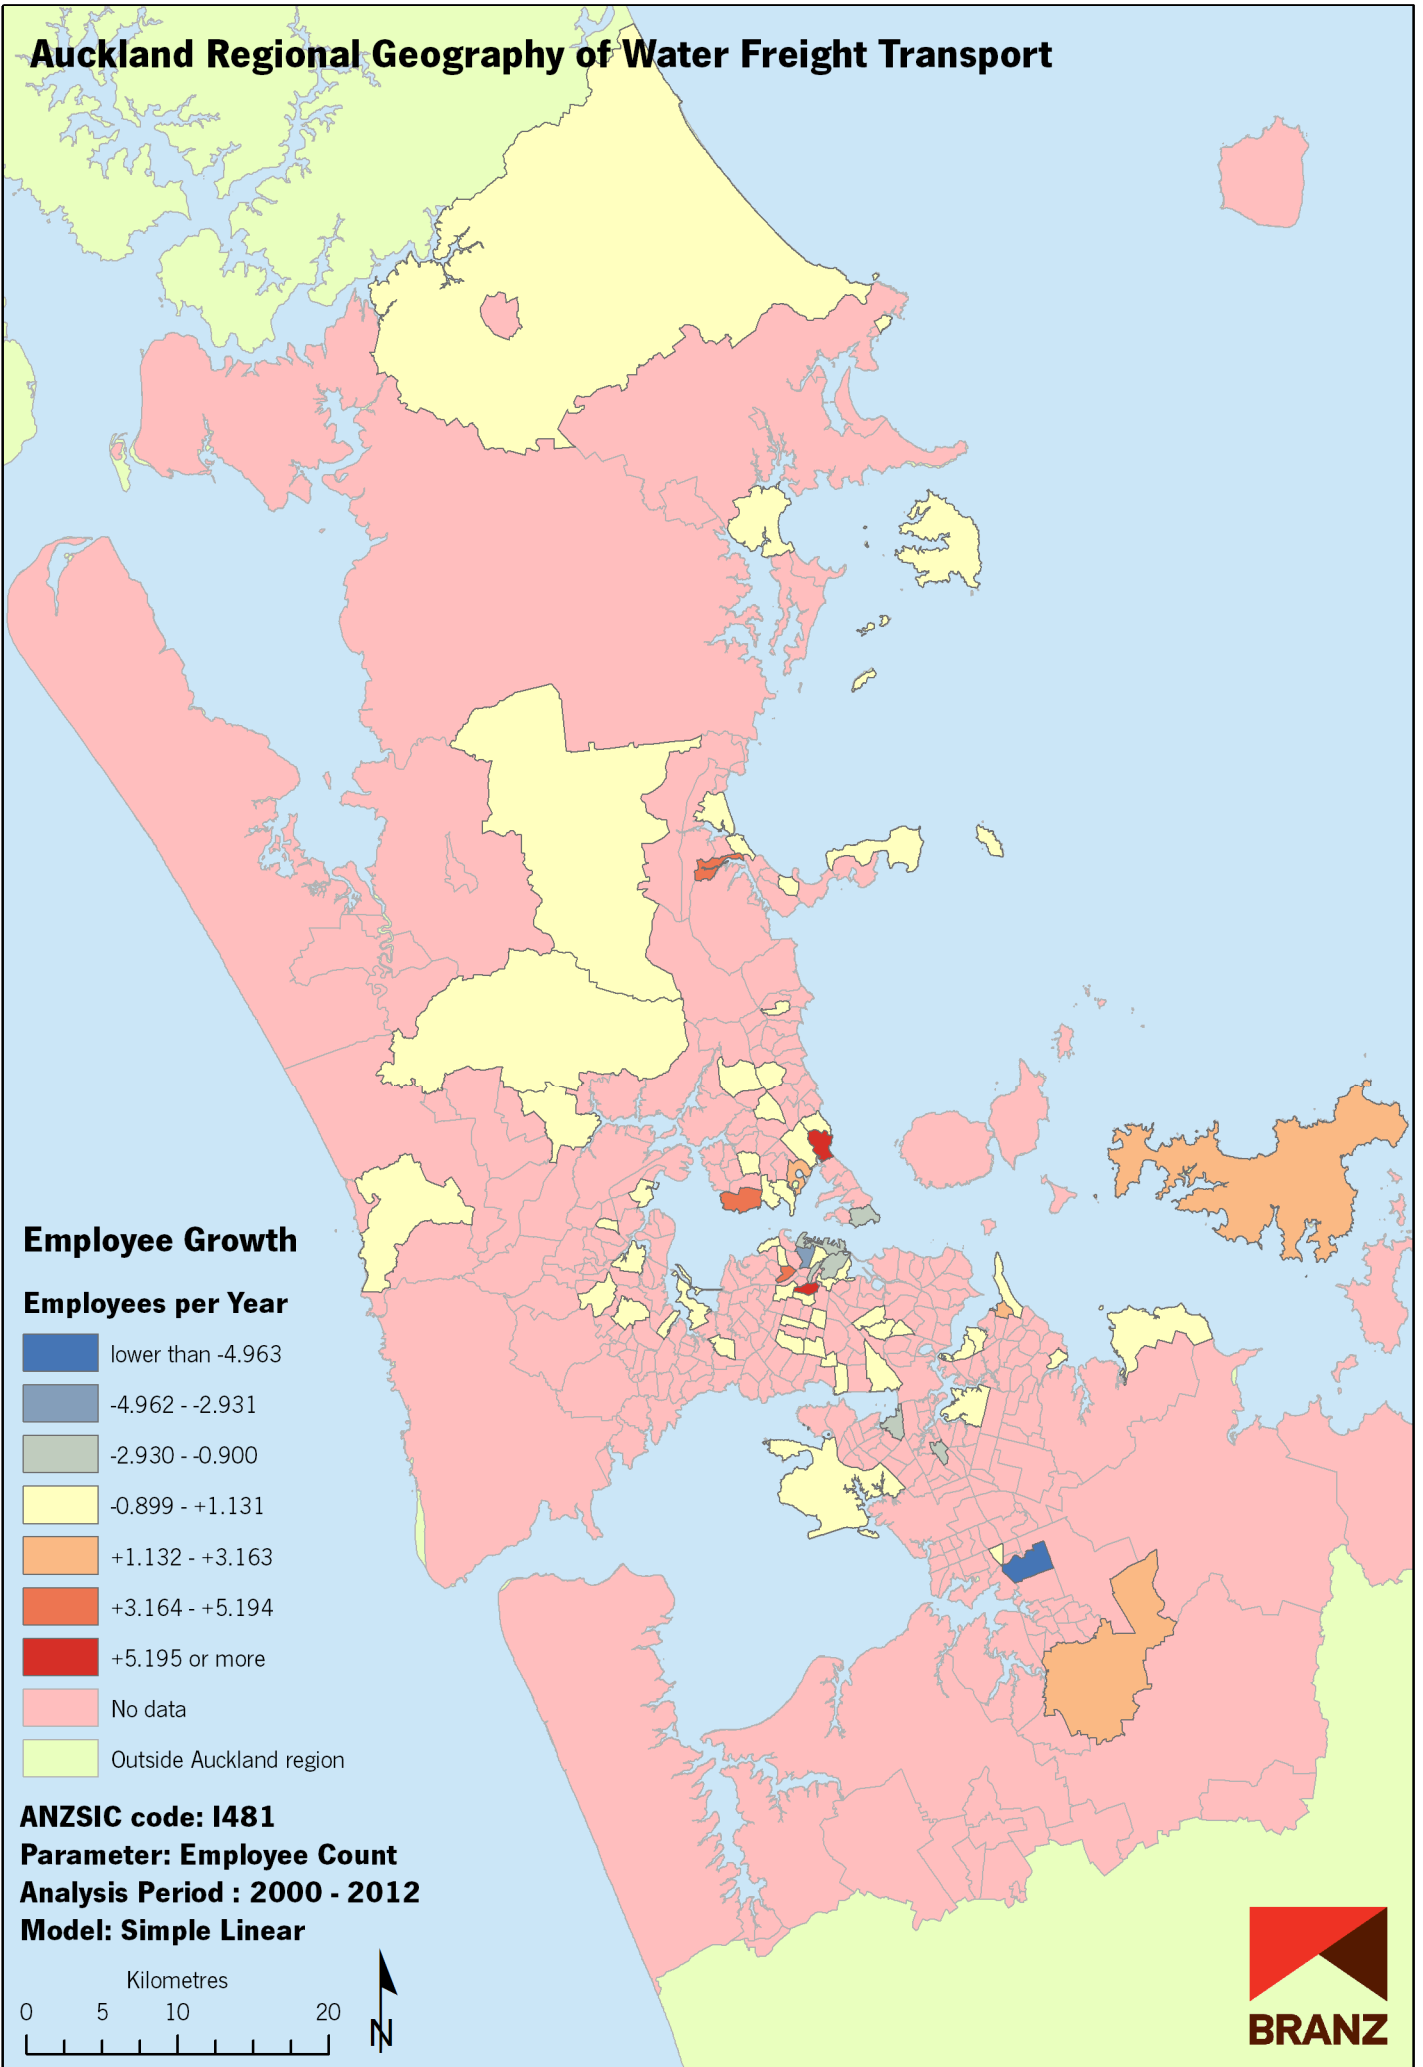 Auckland Regional Geography of Water Freight Transport
Employee Growth
Employees per Year
lower than -4.963
-4.962 - -2.931
-2.930 - -0.900
-0.899 - +1.131
+1.132 - +3.163
+3.164 - +5.194
+5.195 or more
No data
Outside Auckland region
ANZSIC code: I481
Parameter: Employee Count
Analysis Period : 2000 - 2012
Model: Simple Linear
Kilometres
0 5 10 20
N
BRANZ